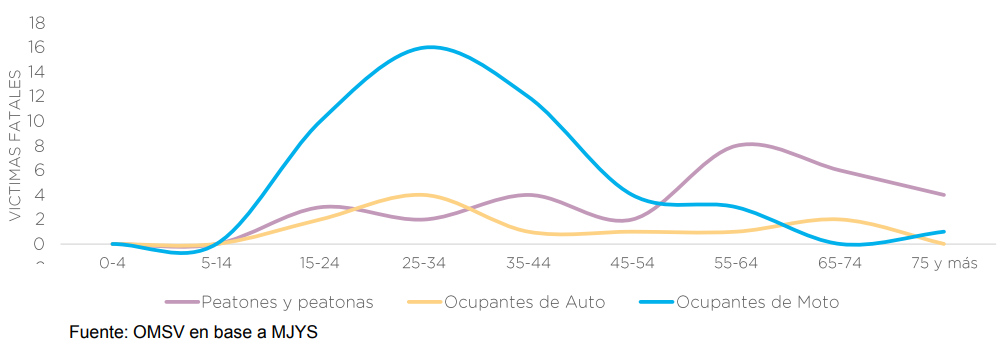 VICTIMAS FATALES
18
16
14
12
10
8
6
4
2
0
0-4 5-14 15-24 25-34 35-44 45-54 55-64 65-74 75 y más
Peatones y peatonas Ocupantes de Auto Ocupantes de Moto
Fuente: OMSV en base a MJYS